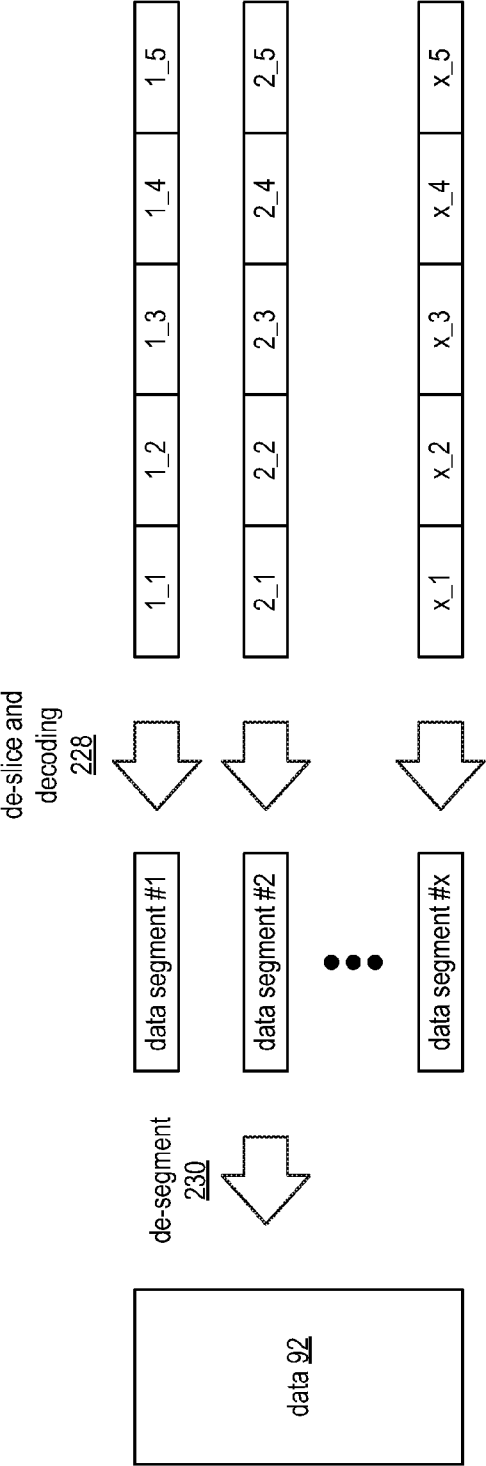 de-slice and
decoding
228
1_1
1_2
1_3
1_4
1_5
2_1
2_2
2_3
2_4
2_5
x_1
x_2
x_3
x_4
x_5
data segment #1
data segment #2
data segment #x
de-segment
230
data 92